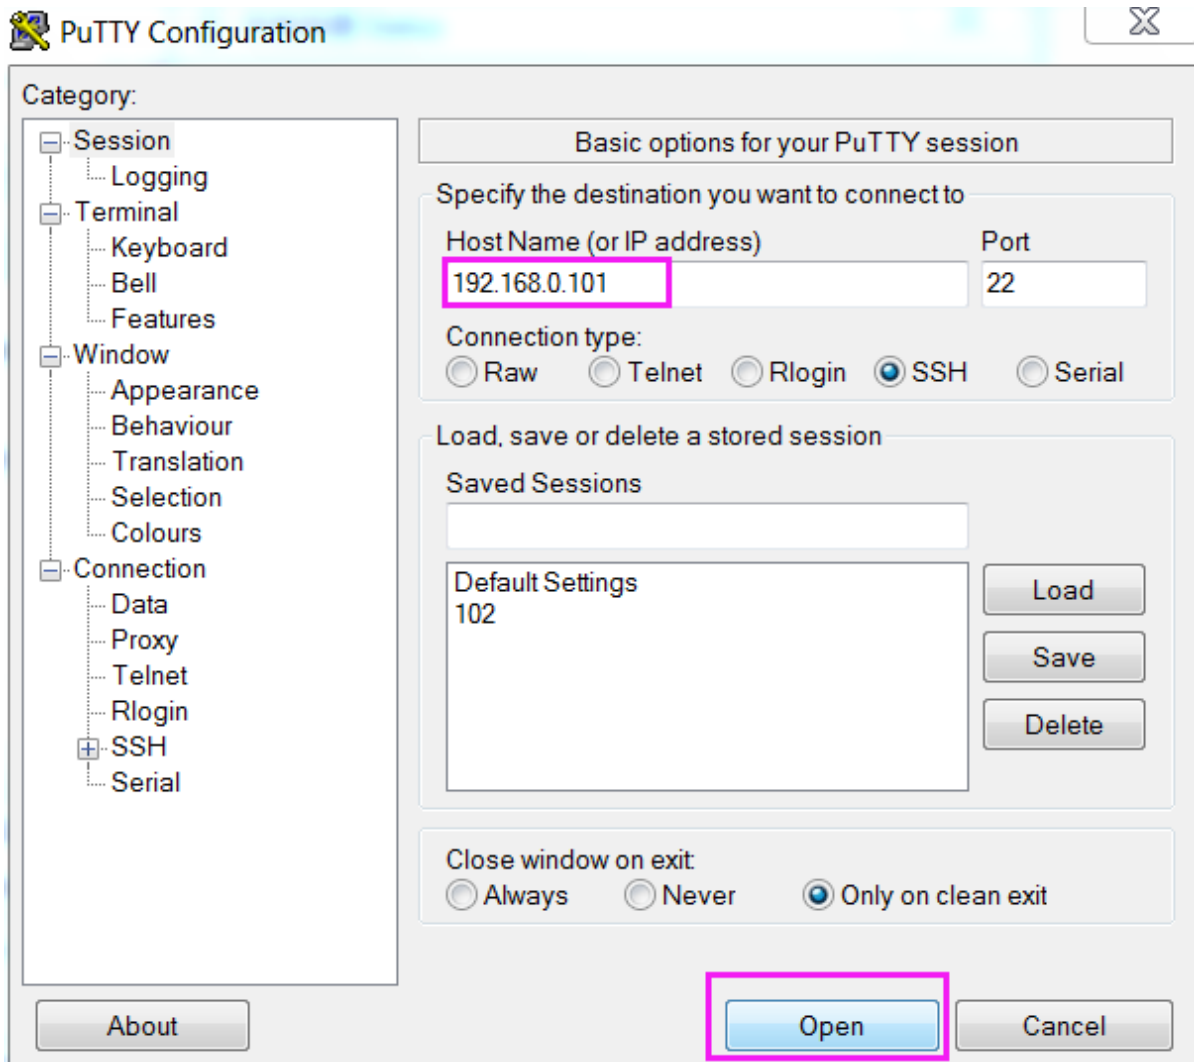 PuTTY Configuration
Category:
Session
Logging
Terminal
Keyboard
Bell
Features
Window
Appearance
Behaviour
Translation
Selection
Colours
Connection
Data
Proxy
Telnet
Rlogin
SSH
Serial
Basic options for your PuTTY session
Specify the destination you want to connect to
Host Name (or IP address) Port
192.168.0.101 22
Connection type:
Raw Telnet Rlogin SSH Serial
Load, save or delete a stored session
Saved Sessions
Default Settings
102
Load
Save
Delete
Close window on exit:
Always Never Only on clean exit
About Open Cancel